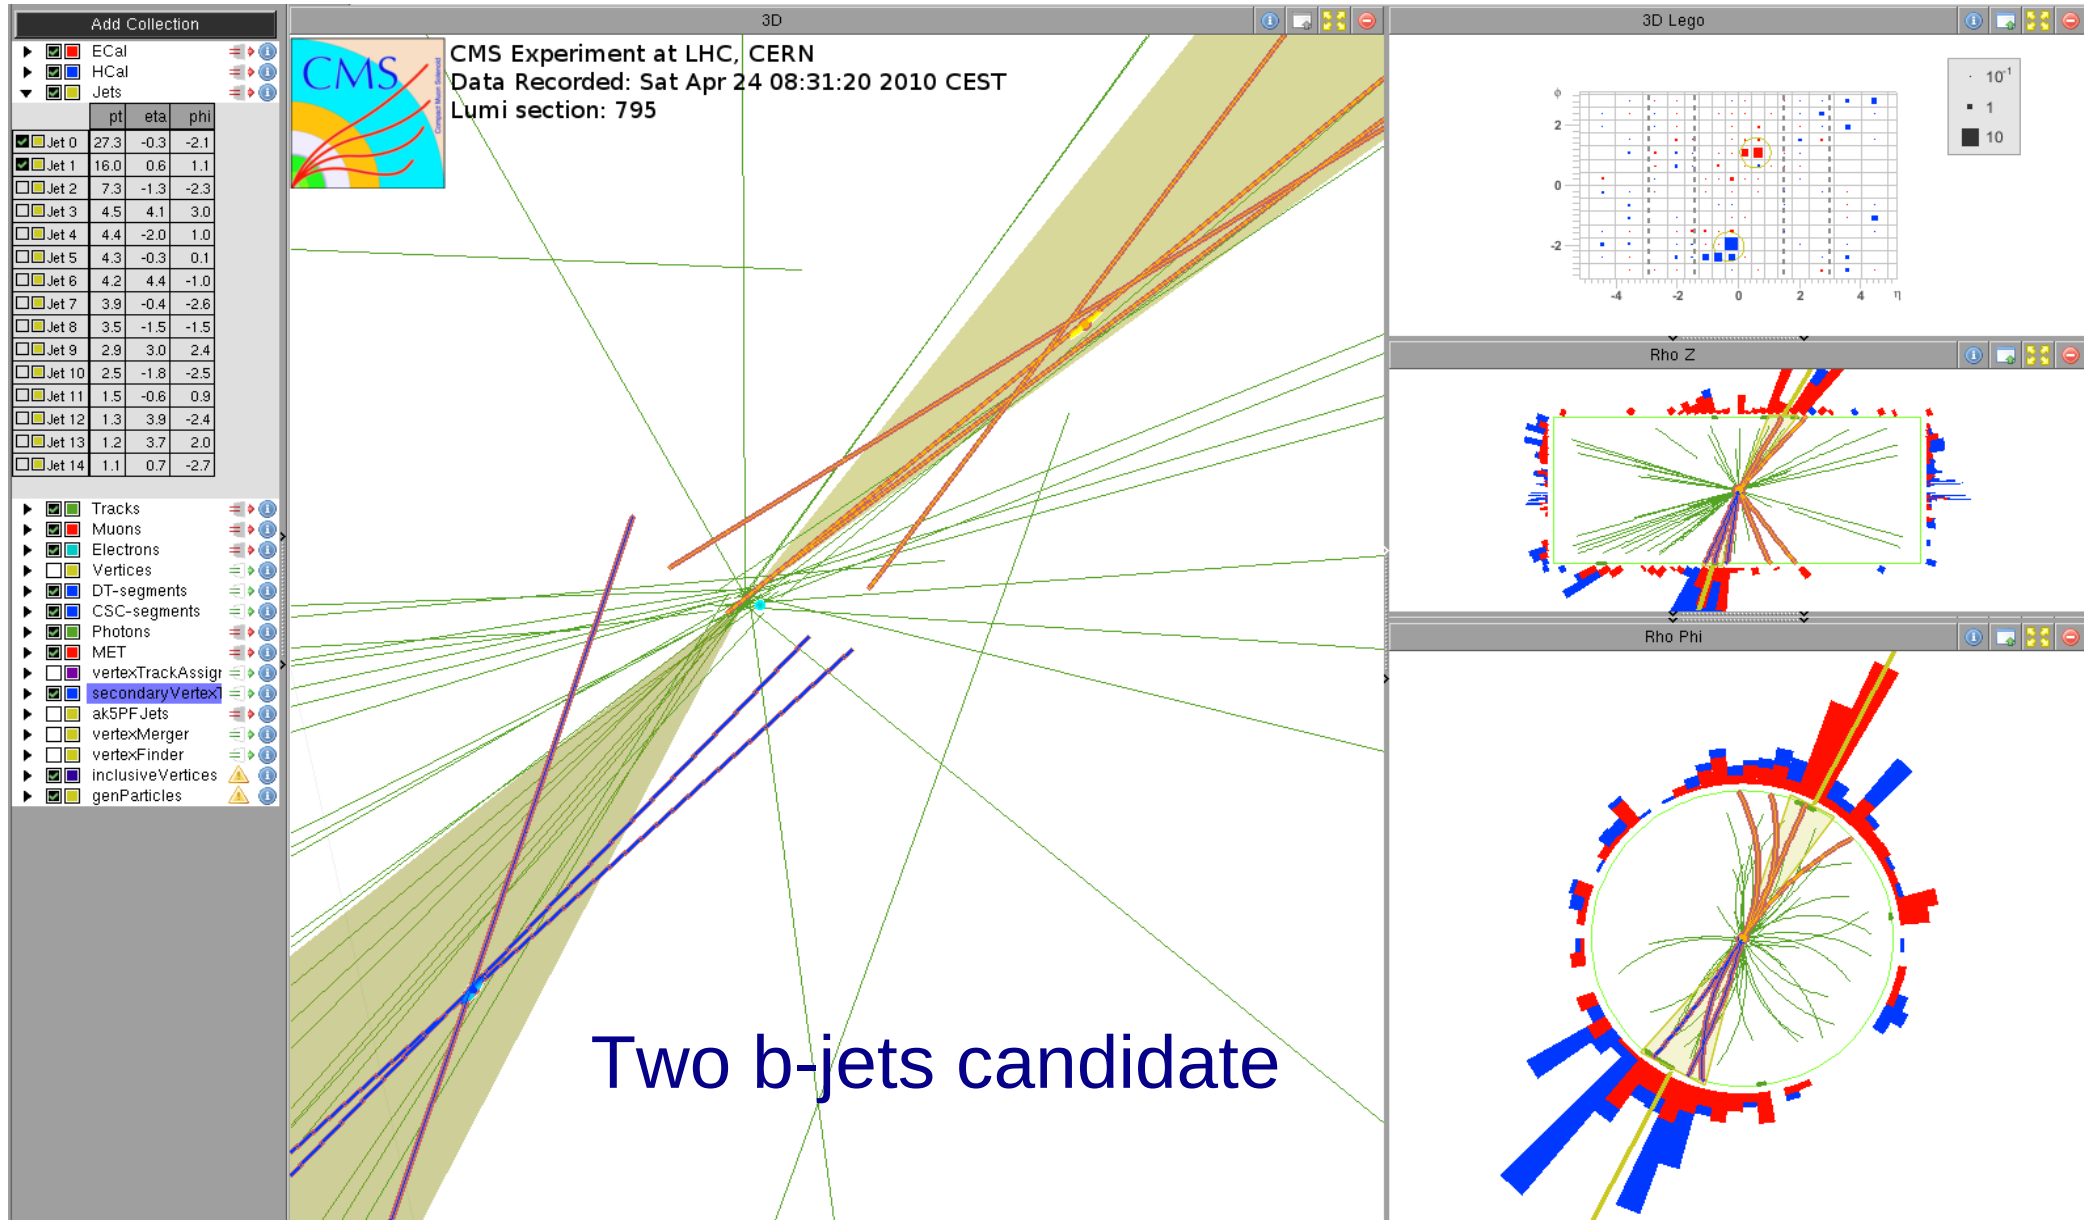 Add Collection
ECal
HCal
Jets
pt eta phi
Jet 0 27.3 -0.3 -2.1
Jet 1 16.0 0.6 1.1
Jet 2 7.3 -1.3 -2.3
Jet 3 4.5 4.1 3.0
Jet 4 4.4 -2.0 1.0
Jet 5 4.3 -0.3 0.1
Jet 6 4.2 4.4 -1.0
Jet 7 3.9 -0.4 -2.6
Jet 8 3.5 -1.5 -1.5
Jet 9 2.9 3.0 2.4
Jet 10 2.5 -1.8 -2.5
Jet 11 1.5 -0.6 0.9
Jet 12 1.3 3.9 -2.4
Jet 13 1.2 3.7 2.0
Jet 14 1.1 0.7 -2.7
Tracks
Muons
Electrons
Vertices
DT-segments
CSC-segments
Photons
MET
vertexTrackAssigr
secondaryVertexT
ak5PFJets
vertexMerger
vertexFinder
inclusiveVertices
genParticles
3D
CMS
Compact Muon Solenoid
CMS Experiment at LHC, CERN
Data Recorded: Sat Apr 24 08:31:20 2010 CEST
Lumi section: 795
Two b-jets candidate
3D Lego
10⁻¹
1
10
φ
2
0
-2
-4 -2 0 2 4 η
Rho Z
Rho Phi